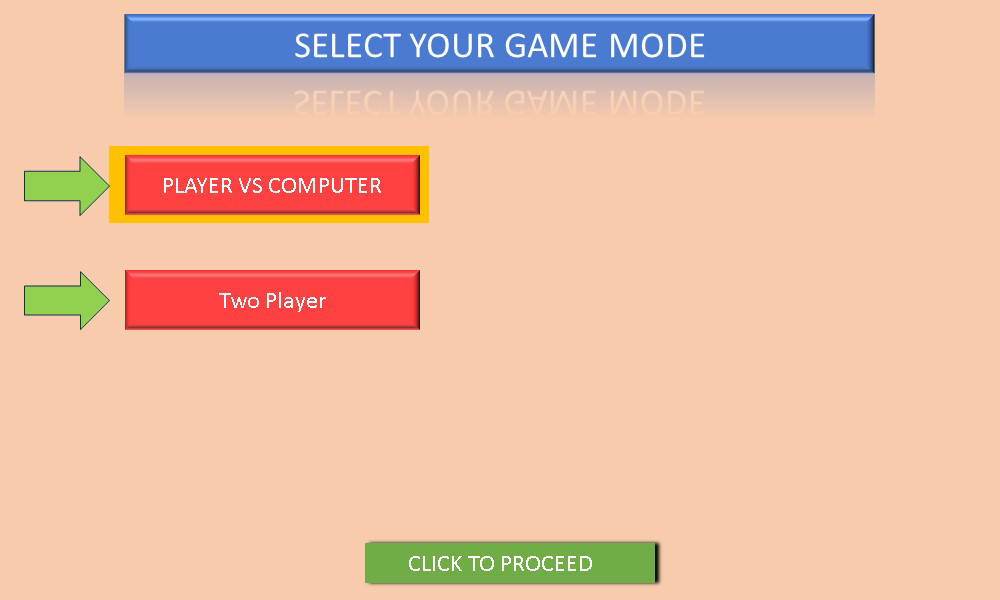 SELECT YOUR GAME MODE
PLAYER VS COMPUTER
Two Player
CLICK TO PROCEED